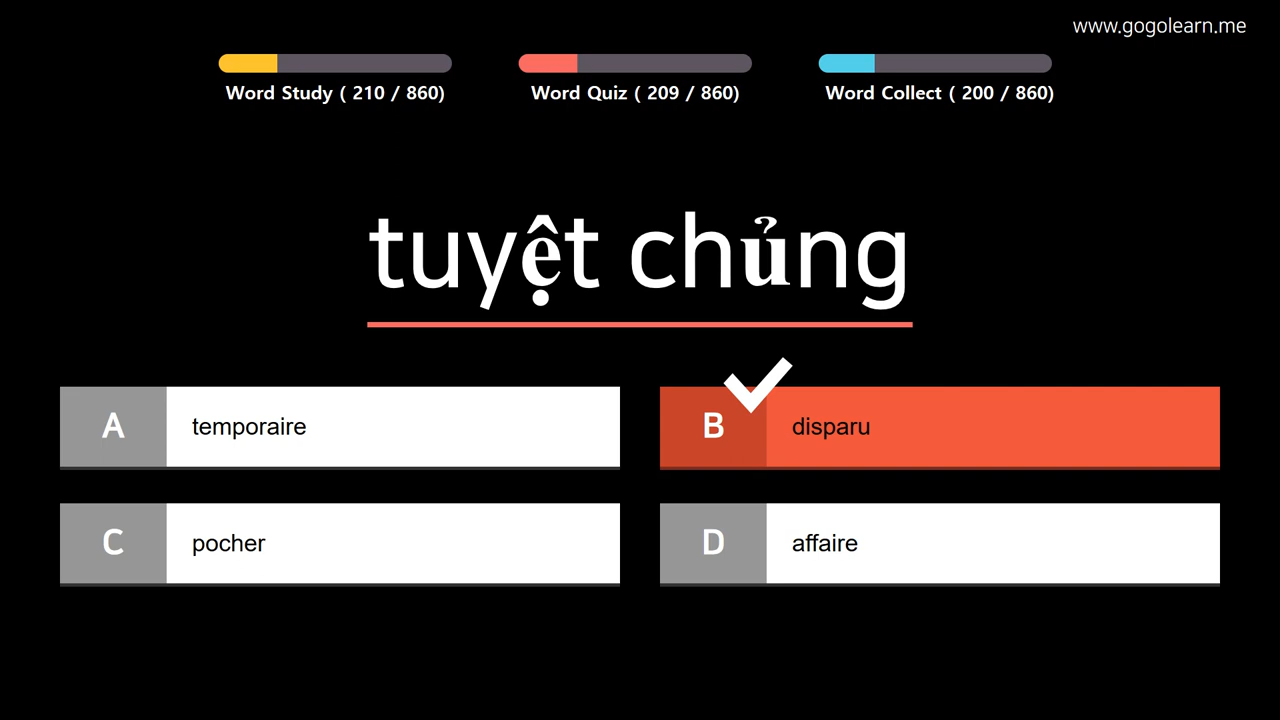 www.gogolearn.me
Word Study ( 210 / 860)
Word Quiz ( 209 / 860)
Word Collect ( 200 / 860)
tuyệt chủng
A temporaire
B disparu
C pocher
D affaire